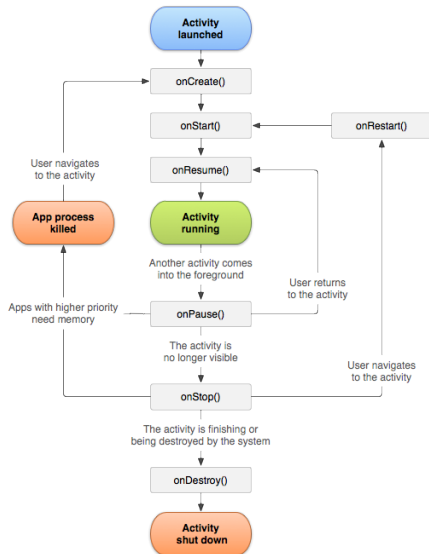 Activity
launched
onCreate()
onStart()
onRestart()
User navigates
to the activity
onResume()
App process
killed
Activity
running
Another activity comes
into the foreground
User returns
to the activity
Apps with higher priority
need memory
onPause()
The activity is
no longer visible
User navigates
to the activity
onStop()
The activity is finishing or
being destroyed by the system
onDestroy()
Activity
shut down